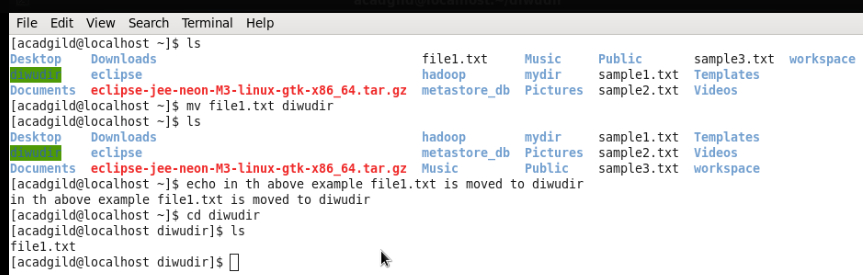 File Edit View Search Terminal Help
[acadgild@localhost ~]$ ls
Desktop Downloads file1.txt Music Public sample3.txt workspace
diwudir eclipse hadoop mydir sample1.txt Templates
Documents eclipse-jee-neon-M3-linux-gtk-x86_64.tar.gz metastore_db Pictures sample2.txt Videos
[acadgild@localhost ~]$ mv file1.txt diwudir
[acadgild@localhost ~]$ ls
Desktop Downloads hadoop mydir sample1.txt Templates
diwudir eclipse metastore_db Pictures sample2.txt Videos
Documents eclipse-jee-neon-M3-linux-gtk-x86_64.tar.gz Music Public sample3.txt workspace
[acadgild@localhost ~]$ echo in th above example file1.txt is moved to diwudir
in th above example file1.txt is moved to diwudir
[acadgild@localhost ~]$ cd diwudir
[acadgild@localhost diwudir]$ ls
file1.txt
[acadgild@localhost diwudir]$